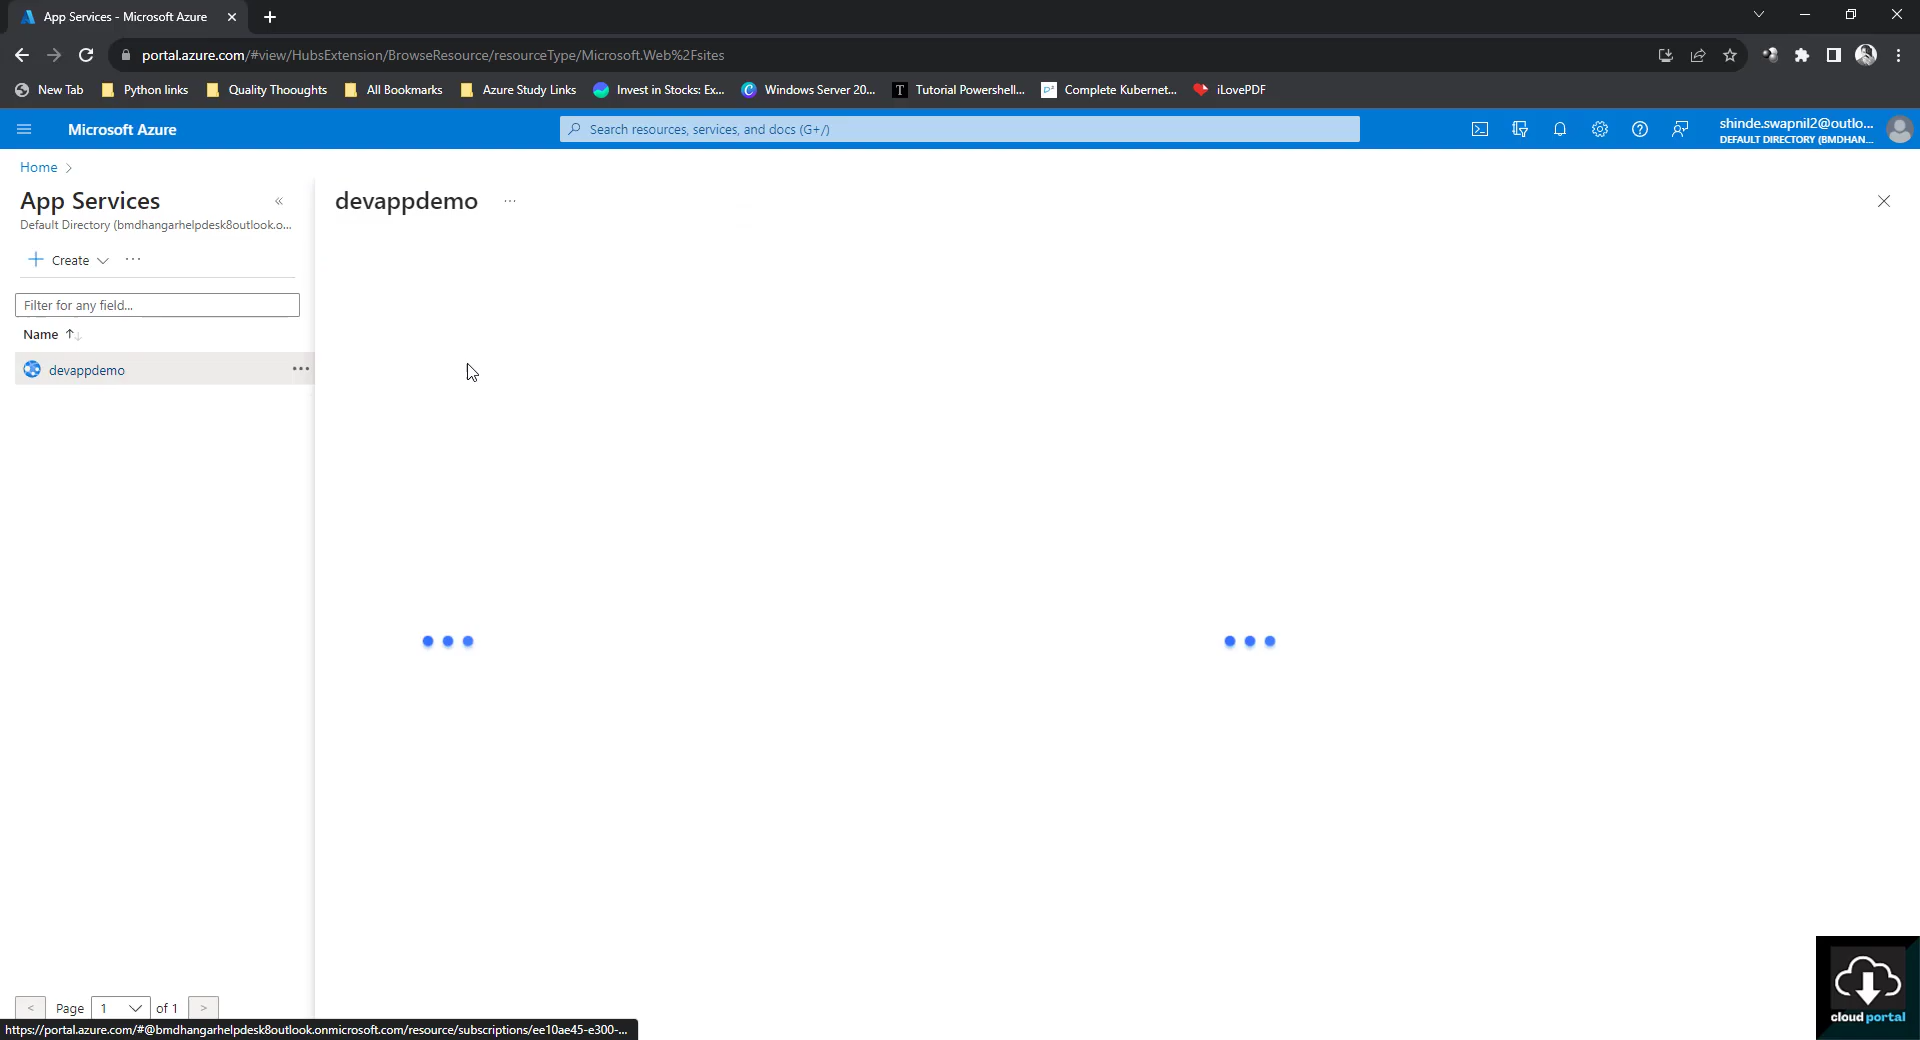 App Services - Microsoft Azure
portal.azure.com/#view/HubsExtension/BrowseResource/resourceType/Microsoft.Web%2Fsites
New Tab Python links Quality Thooughts All Bookmarks Azure Study Links Invest in Stocks: Ex... Windows Server 20... Tutorial Powershell... Complete Kubernet... iLovePDF
Microsoft Azure
Search resources, services, and docs (G+/)
shinde.swapnil2@outlo...
DEFAULT DIRECTORY (BMDHAN...
Home >
App Services «
Default Directory (bmdhangarhelpdesk8outlook.o...
+ Create ...
Filter for any field...
Name ↑↓
devappdemo ...
devappdemo ...
< Page 1 of 1 >
https://portal.azure.com/#@bmdhangarhelpdesk8outlook.onmicrosoft.com/resource/subscriptions/ee10ae45-e300-...
cloud portal